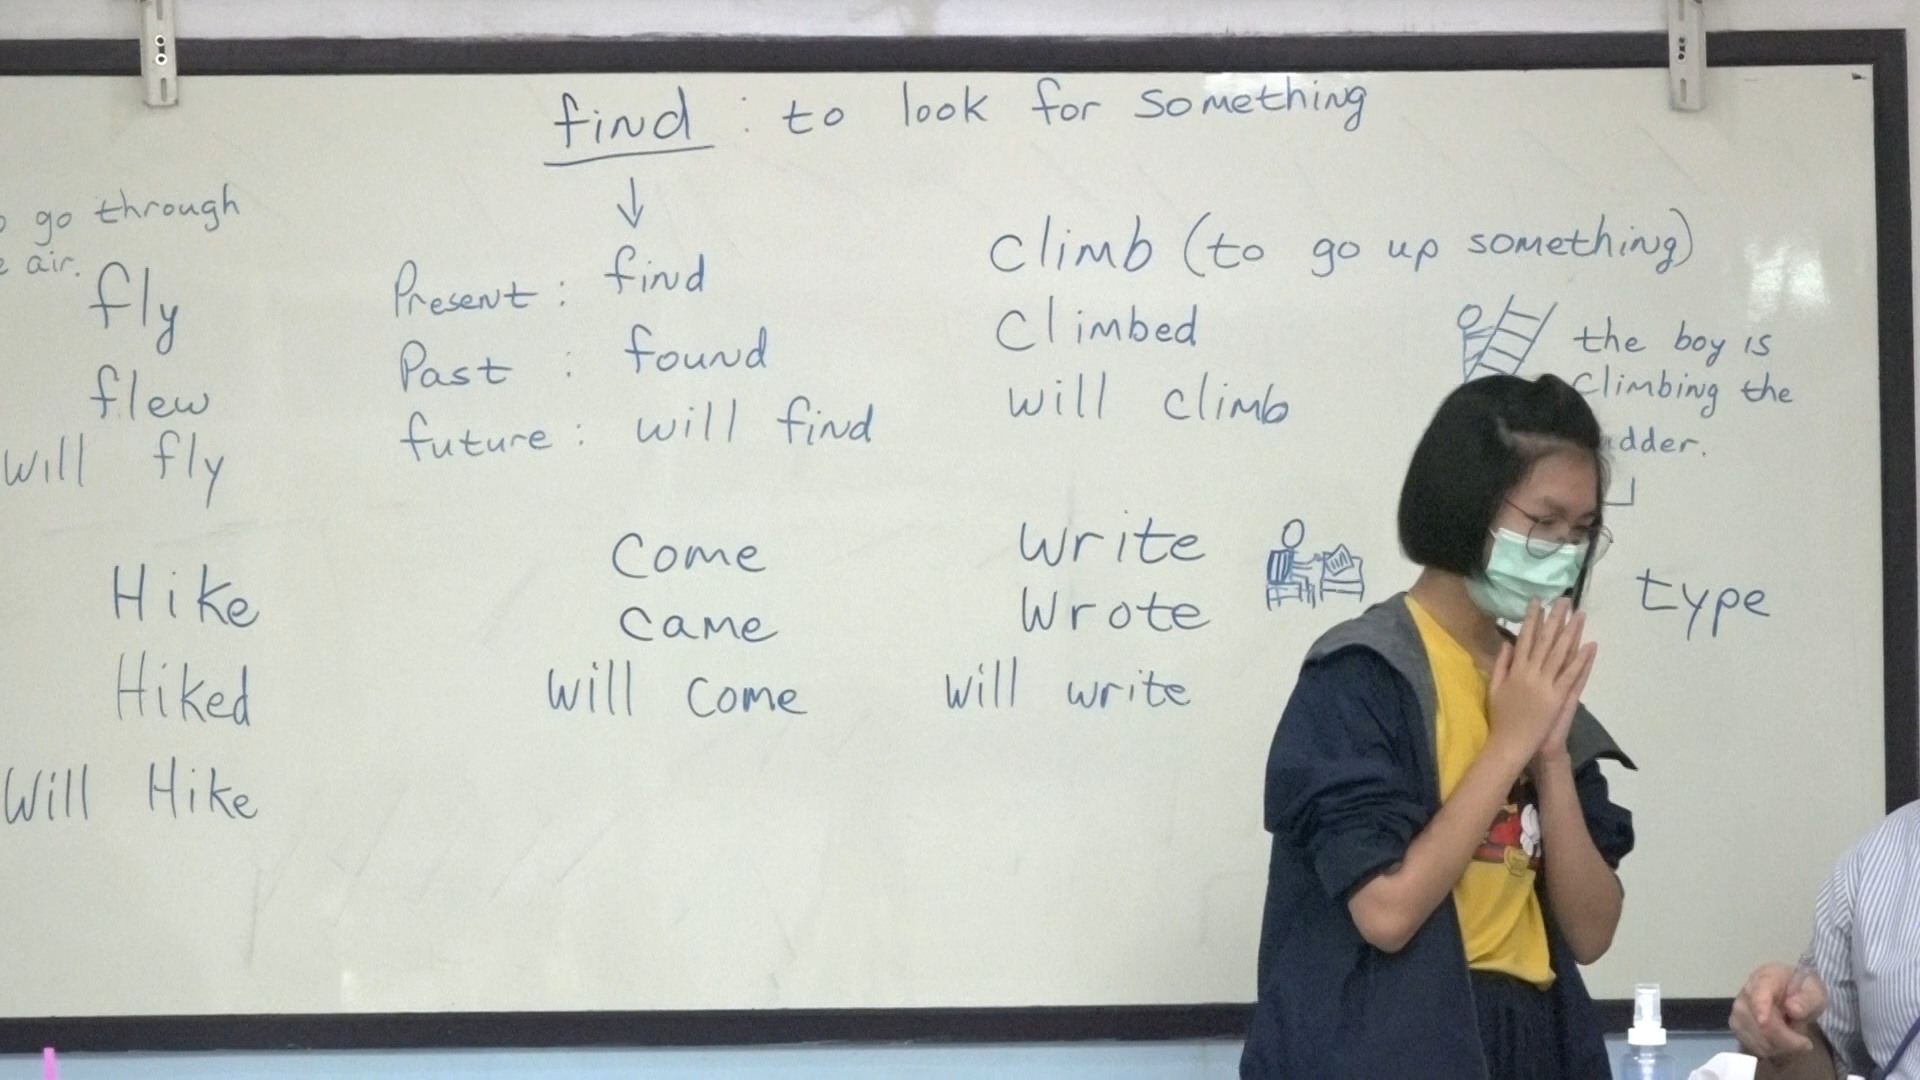 find : to look for something
go through
air.
fly
flew
will fly
Present : find
Past : found
future : will find
Climb (to go up something)
Climbed
will climb
the boy is
Climbing the
dder.
Hike
Hiked
Will Hike
Come
Came
Will Come
Write
Wrote
Will write
type